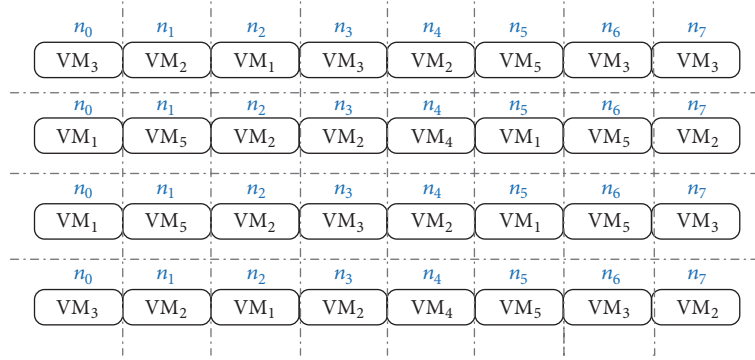 n₀ n₁ n₂ n₃ n₄ n₅ n₆ n₇
VM₃ VM₂ VM₁ VM₃ VM₂ VM₅ VM₃ VM₃
n₀ n₁ n₂ n₃ n₄ n₅ n₆ n₇
VM₁ VM₅ VM₂ VM₂ VM₄ VM₁ VM₅ VM₂
n₀ n₁ n₂ n₃ n₄ n₅ n₆ n₇
VM₁ VM₅ VM₂ VM₃ VM₂ VM₁ VM₅ VM₃
n₀ n₁ n₂ n₃ n₄ n₅ n₆ n₇
VM₃ VM₂ VM₁ VM₂ VM₄ VM₅ VM₃ VM₂